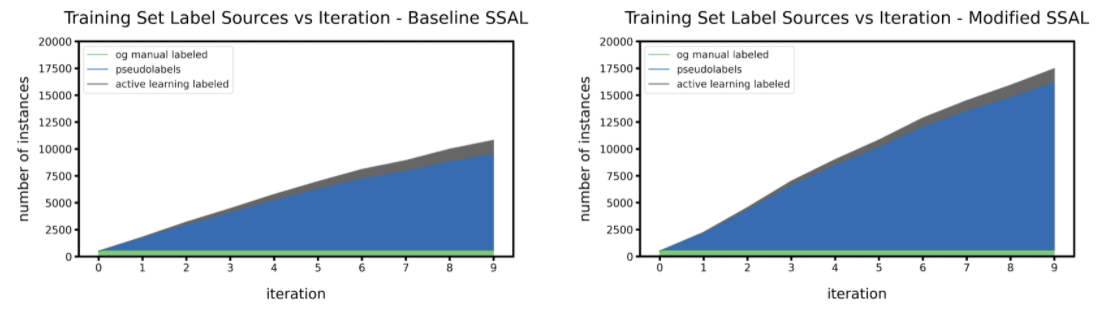 Training Set Label Sources vs Iteration - Baseline SSAL
number of instances
20000
17500
15000
12500
10000
7500
5000
2500
0
og manual labeled
pseudolabels
active learning labeled
0 1 2 3 4 5 6 7 8 9
iteration
Training Set Label Sources vs Iteration - Modified SSAL
number of instances
20000
17500
15000
12500
10000
7500
5000
2500
0
og manual labeled
pseudolabels
active learning labeled
0 1 2 3 4 5 6 7 8 9
iteration